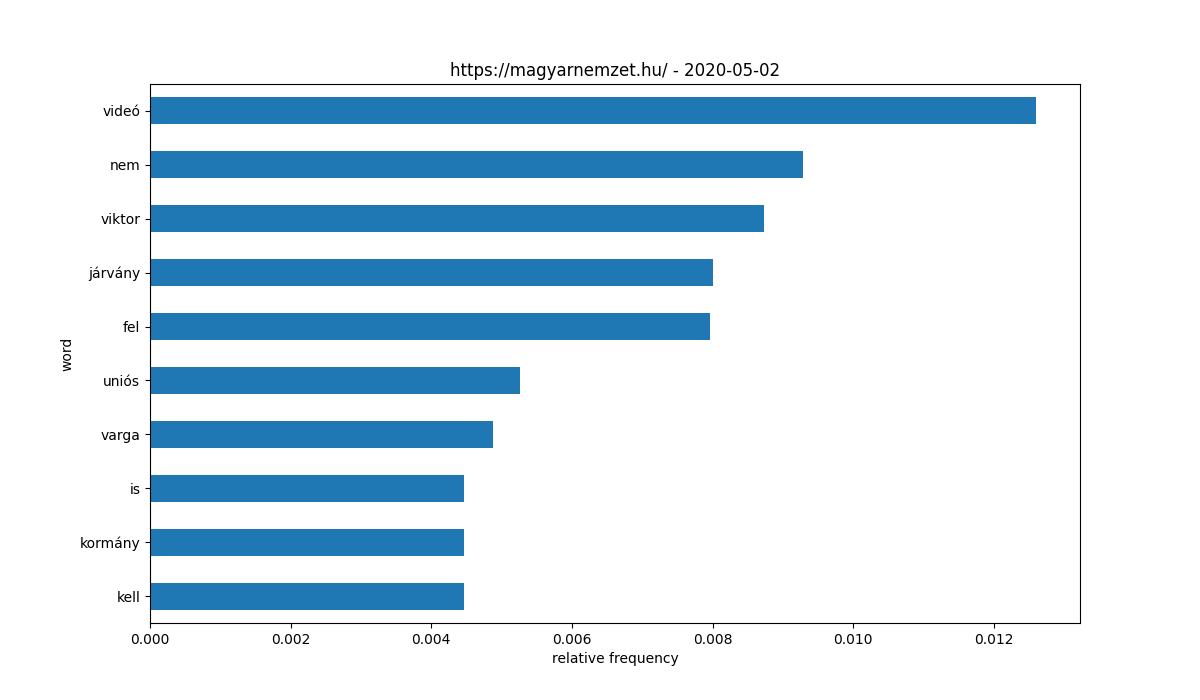 https://magyarnemzet.hu/ - 2020-05-02
videó
nem
viktor
járvány
fel
uniós
varga
is
kormány
kell
word
0.000 0.002 0.004 0.006 0.008 0.010 0.012
relative frequency